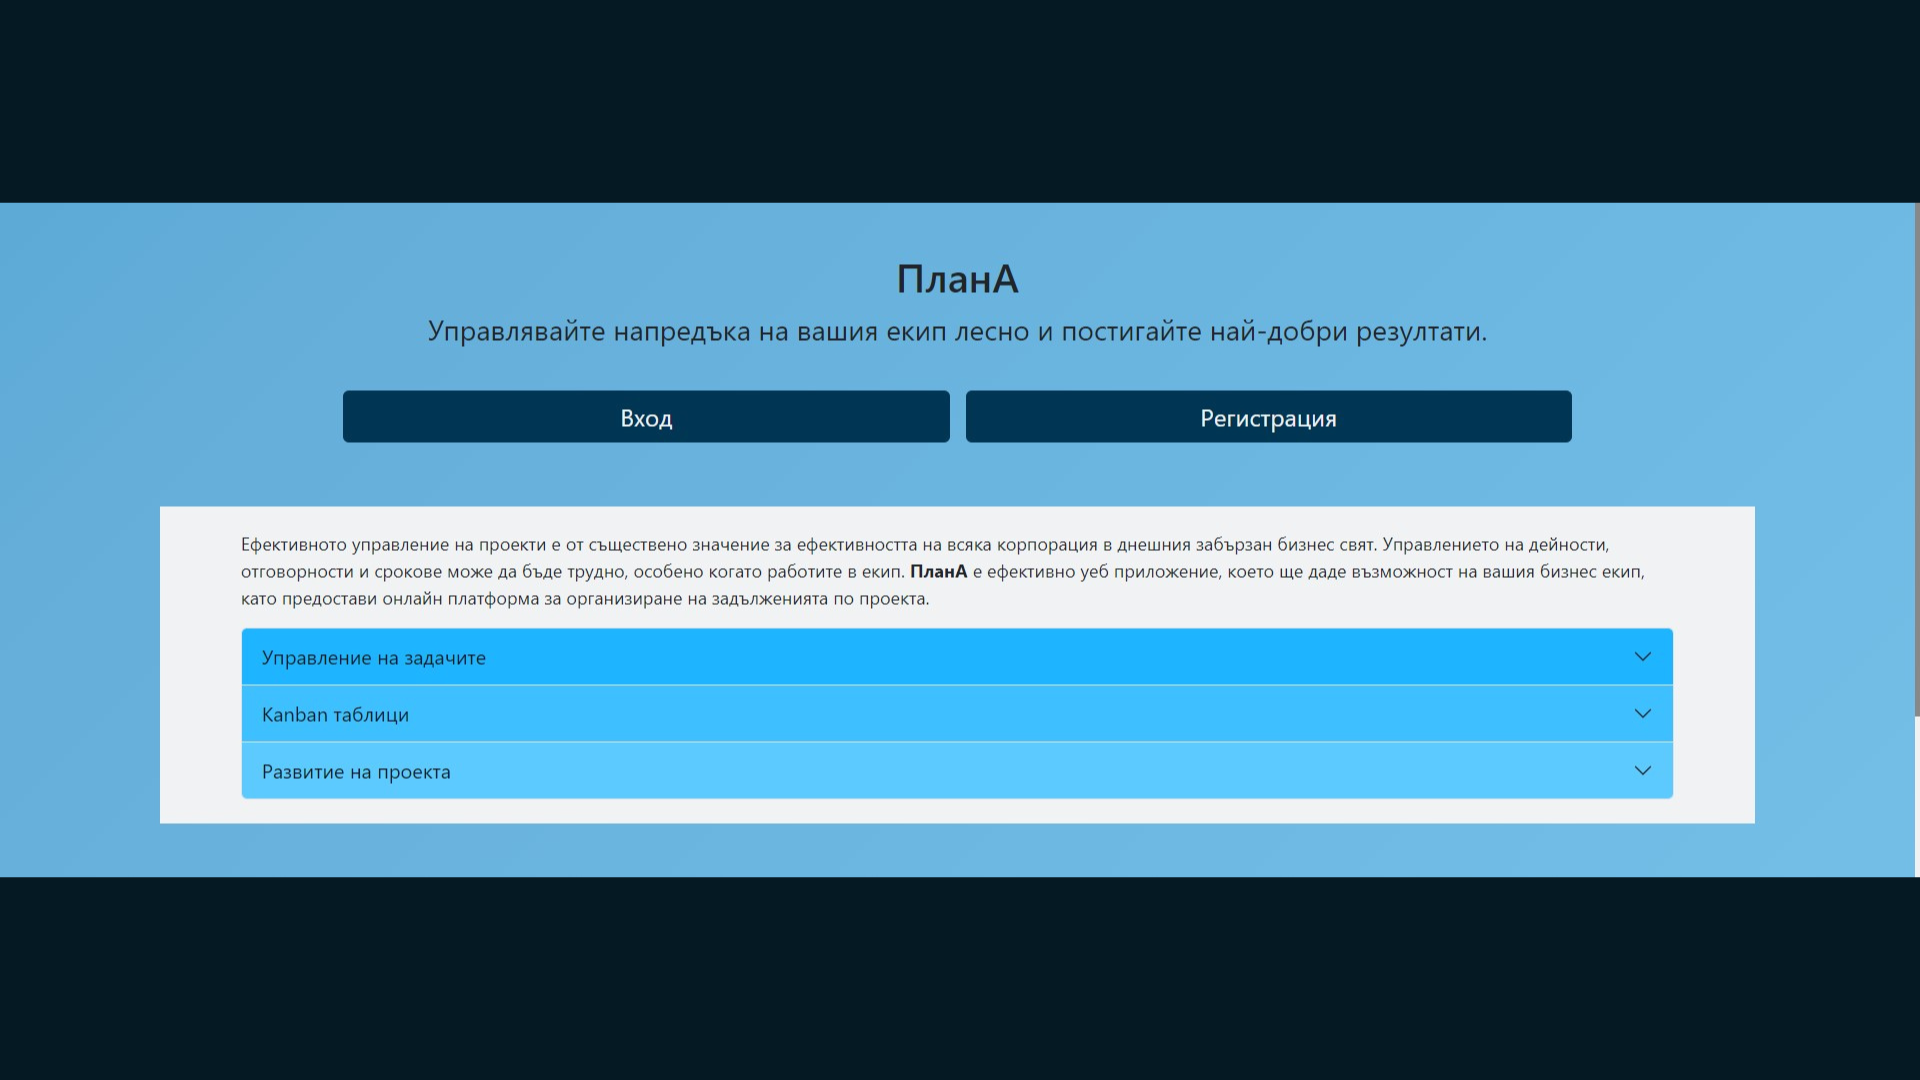 ПланА
Управлявайте напредъка на вашия екип лесно и постигайте най-добри резултати.
Вход
Регистрация
Ефективното управление на проекти е от съществено значение за ефективността на всяка корпорация в днешния забързан бизнес свят. Управлението на дейности,
отговорности и срокове може да бъде трудно, особено когато работите в екип. ПланА е ефективно уеб приложение, което ще даде възможност на вашия бизнес екип,
като предостави онлайн платформа за организиране на задълженията по проекта.
Управление на задачите
Kanban таблици
Развитие на проекта